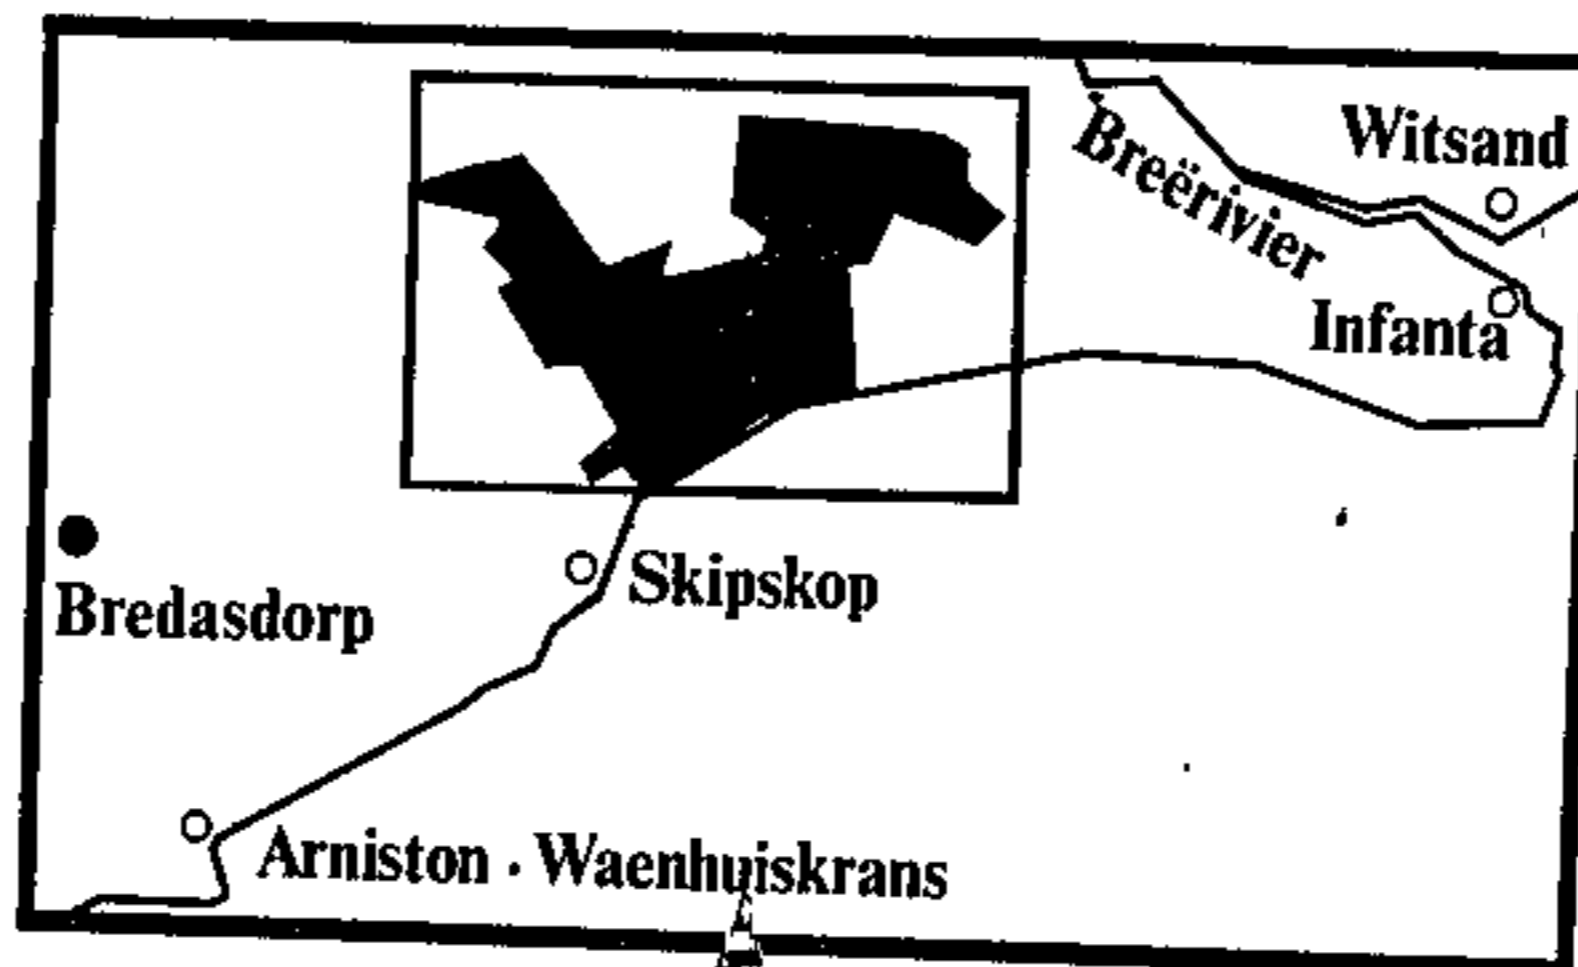 Witsand
Breërivier
Infanta
Skipskop
Bredasdorp
Arniston · Waenhuiskrans